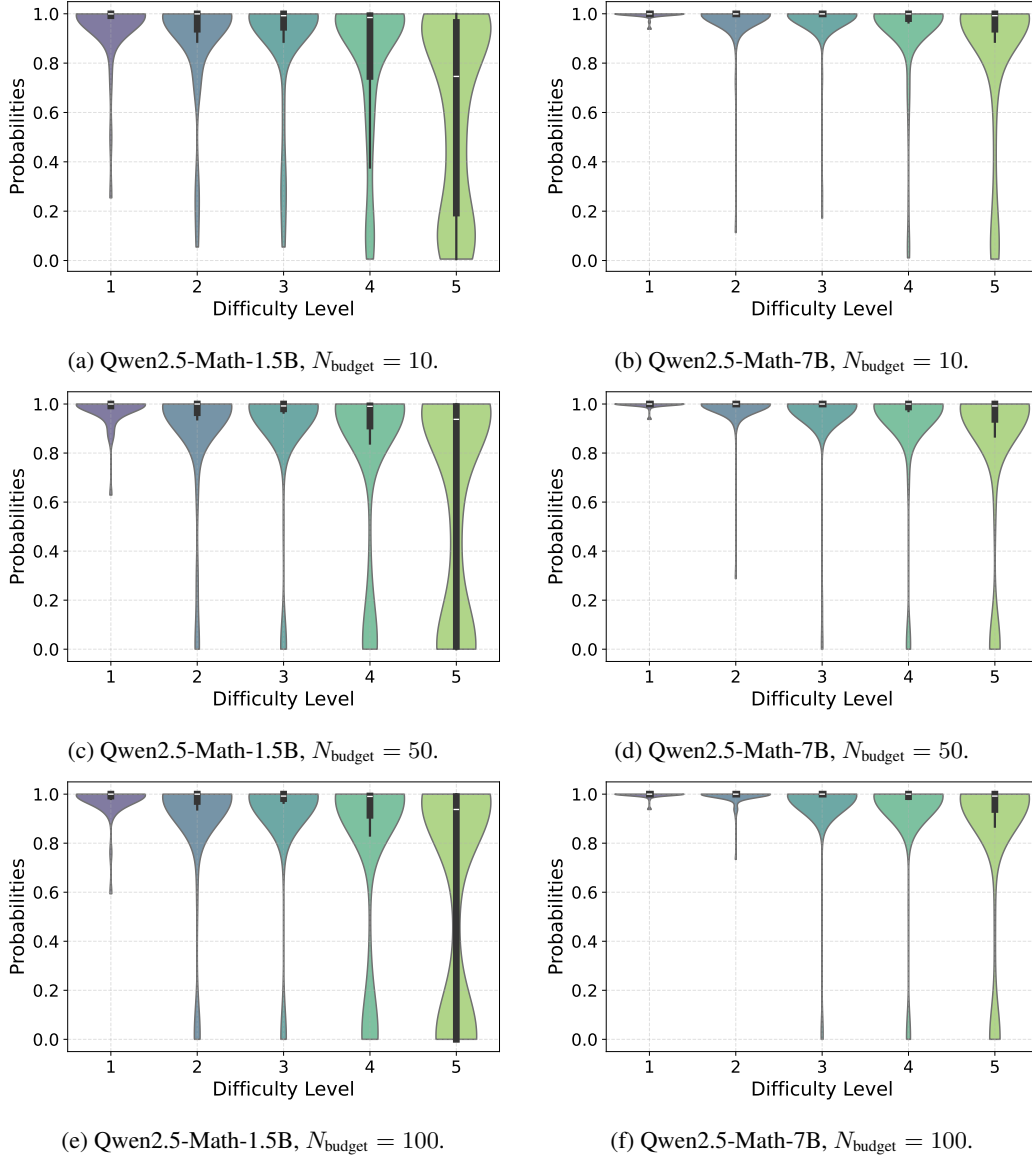 1.0
0.8
0.6
0.4
0.2
0.0
Probabilities
1 2 3 4 5
Difficulty Level
(a) Qwen2.5-Math-1.5B, N_budget = 10.
1.0
0.8
0.6
0.4
0.2
0.0
Probabilities
1 2 3 4 5
Difficulty Level
(b) Qwen2.5-Math-7B, N_budget = 10.
1.0
0.8
0.6
0.4
0.2
0.0
Probabilities
1 2 3 4 5
Difficulty Level
(c) Qwen2.5-Math-1.5B, N_budget = 50.
1.0
0.8
0.6
0.4
0.2
0.0
Probabilities
1 2 3 4 5
Difficulty Level
(d) Qwen2.5-Math-7B, N_budget = 50.
1.0
0.8
0.6
0.4
0.2
0.0
Probabilities
1 2 3 4 5
Difficulty Level
(e) Qwen2.5-Math-1.5B, N_budget = 100.
1.0
0.8
0.6
0.4
0.2
0.0
Probabilities
1 2 3 4 5
Difficulty Level
(f) Qwen2.5-Math-7B, N_budget = 100.